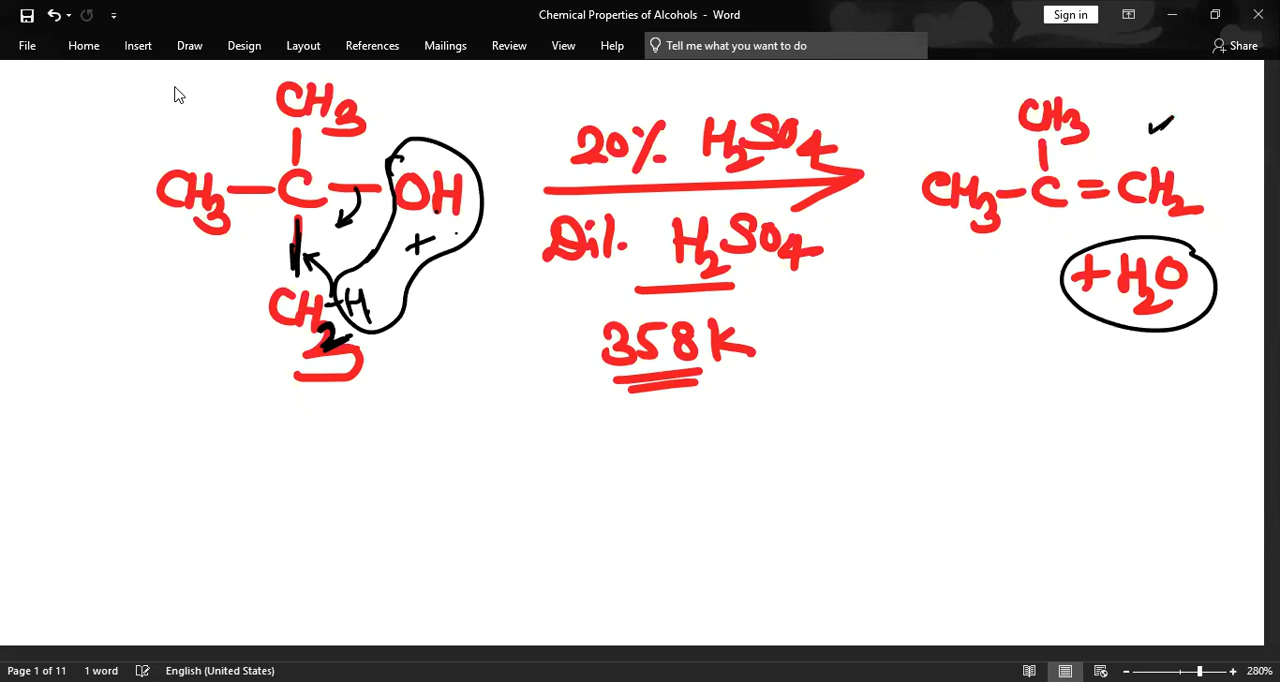 Chemical Properties of Alcohols - Word
Sign in
File Home Insert Draw Design Layout References Mailings Review View Help Tell me what you want to do Share
CH3
CH3-C-OH
+
CH2-H
20% H2SO4
Dil. H2SO4
358K
CH3
CH3-C=CH2
+H2O
Page 1 of 11 1 word English (United States) 280%